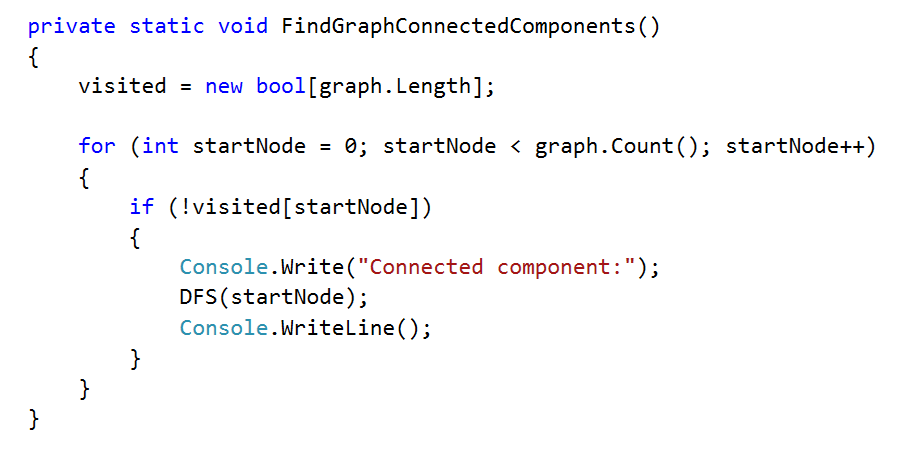 private static void FindGraphConnectedComponents()
{
    visited = new bool[graph.Length];

    for (int startNode = 0; startNode < graph.Count(); startNode++)
    {
        if (!visited[startNode])
        {
            Console.Write("Connected component:");
            DFS(startNode);
            Console.WriteLine();
        }
    }
}